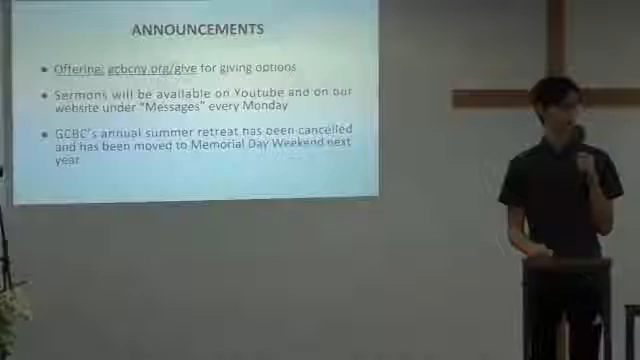 ANNOUNCEMENTS
• Offering: gcbcny.org/give for giving options
• Sermons will be available on Youtube and on our
website under “Messages” every Monday
• GCBC’s annual summer retreat has been cancelled
and has been moved to Memorial Day Weekend next
year